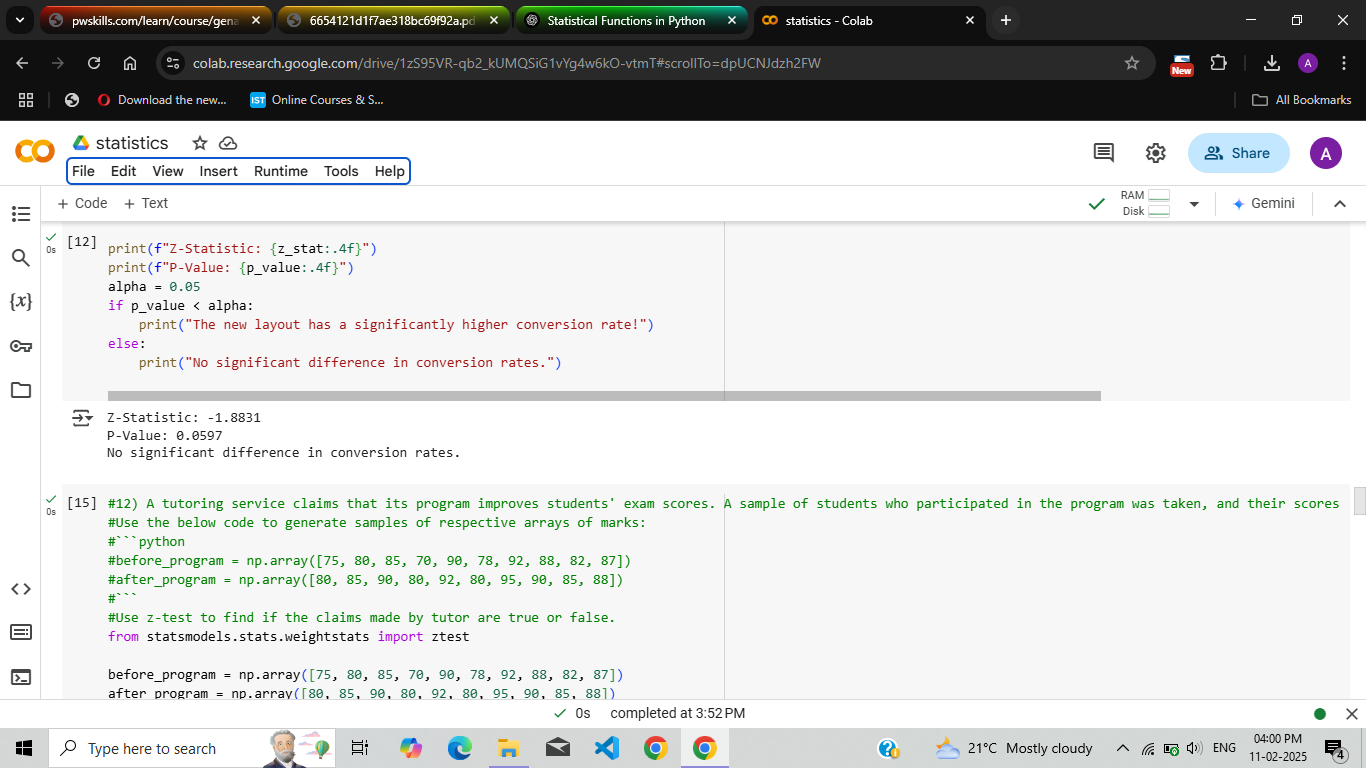 pwskills.com/learn/course/gena
6654121d1f7ae318bc69f92a.pd
Statistical Functions in Python
statistics - Colab
colab.research.google.com/drive/1zS95VR-qb2_kUMQSiG1vYg4w6kO-vtmT#scrollTo=dpUCNJdzh2FW
New
A
Download the new...
IST
Online Courses & S...
All Bookmarks
statistics
File Edit View Insert Runtime Tools Help
Share
A
+ Code + Text
RAM
Disk
Gemini
0s
[12]
print(f"Z-Statistic: {z_stat:.4f}")
print(f"P-Value: {p_value:.4f}")
alpha = 0.05
if p_value < alpha:
    print("The new layout has a significantly higher conversion rate!")
else:
    print("No significant difference in conversion rates.")
Z-Statistic: -1.8831
P-Value: 0.0597
No significant difference in conversion rates.
0s
[15]
#12) A tutoring service claims that its program improves students' exam scores. A sample of students who participated in the program was taken, and their scores
#Use the below code to generate samples of respective arrays of marks:
#```python
#before_program = np.array([75, 80, 85, 70, 90, 78, 92, 88, 82, 87])
#after_program = np.array([80, 85, 90, 80, 92, 80, 95, 90, 85, 88])
#```
#Use z-test to find if the claims made by tutor are true or false.
from statsmodels.stats.weightstats import ztest
before_program = np.array([75, 80, 85, 70, 90, 78, 92, 88, 82, 87])
after_program = np.array([80, 85, 90, 80, 92, 80, 95, 90, 85, 88])
0s completed at 3:52 PM
Type here to search
21°C Mostly cloudy
ENG
04:00 PM
11-02-2025
4